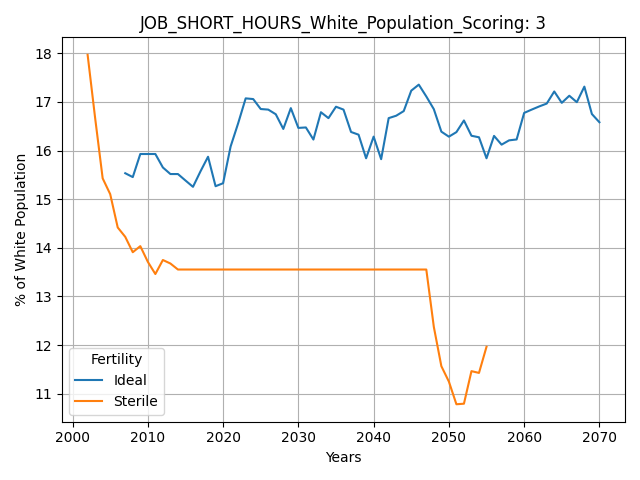 JOB_SHORT_HOURS_White_Population_Scoring: 3
% of White Population
18
17
16
15
14
13
12
11
Fertility
Ideal
Sterile
2000 2010 2020 2030 2040 2050 2060 2070
Years